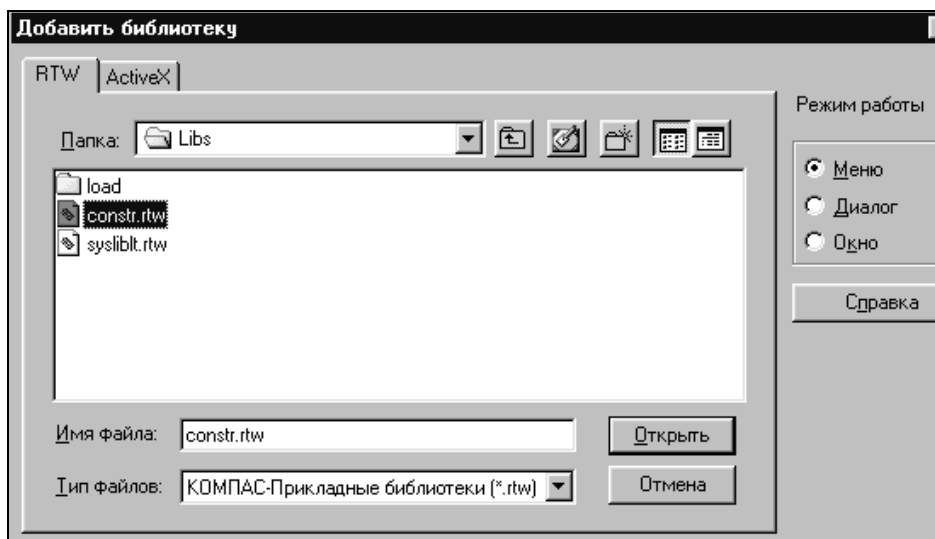 Добавить библиотеку
RTW ActiveX
Режим работы
Папка: Libs
Меню
load
constr.rtw
Диалог
sysliblt.rtw
Окно
Справка
Имя файла: constr.rtw Открыть
Тип файлов: КОМПАС-Прикладные библиотеки (*.rtw) Отмена